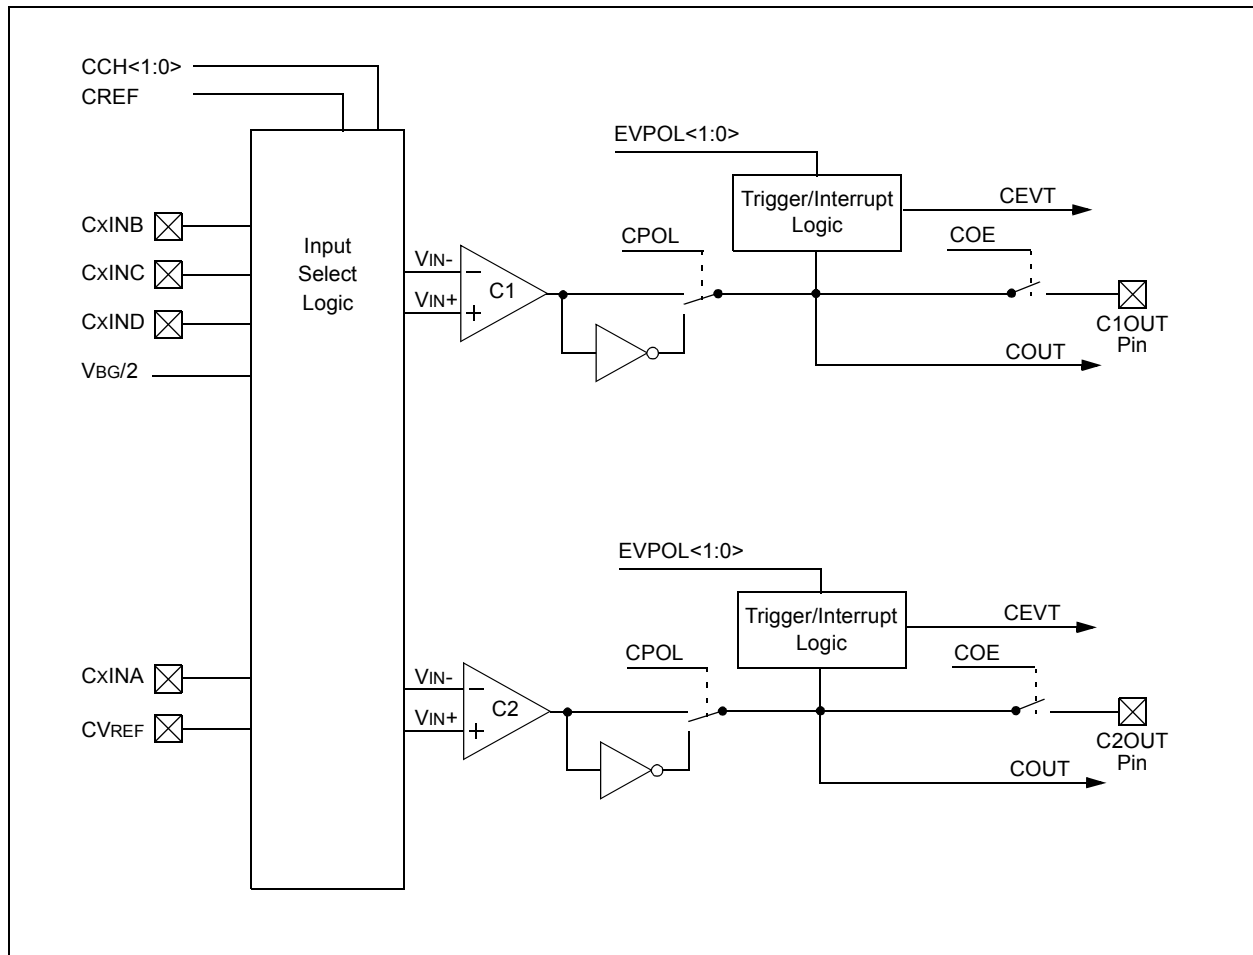 CCH<1:0>
CREF
EVPOL<1:0>
Trigger/Interrupt
Logic
CEVT
CxINB
CxINC
CxIND
VBG/2
Input
Select
Logic
VIN-
VIN+
C1
CPOL
COE
C1OUT
Pin
COUT
EVPOL<1:0>
Trigger/Interrupt
Logic
CEVT
CxINA
CVREF
VIN-
VIN+
C2
CPOL
COE
C2OUT
Pin
COUT